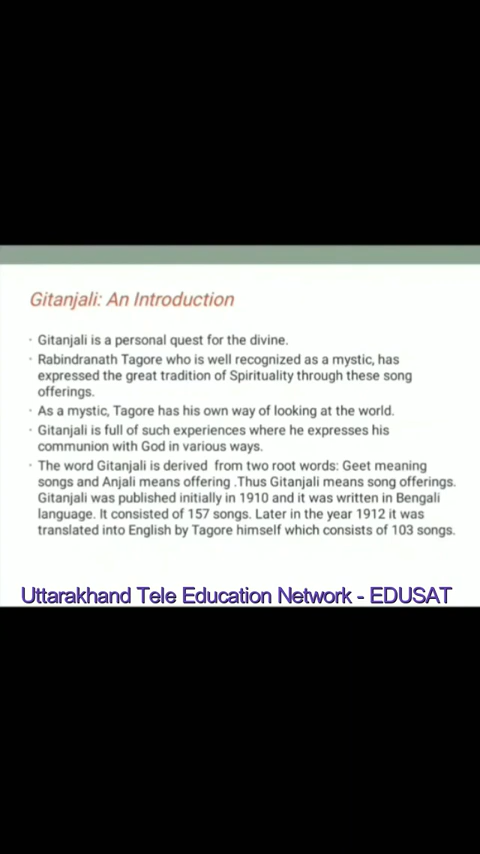 Gitanjali: An Introduction
· Gitanjali is a personal quest for the divine.
· Rabindranath Tagore who is well recognized as a mystic, has
expressed the great tradition of Spirituality through these song
offerings.
· As a mystic, Tagore has his own way of looking at the world.
· Gitanjali is full of such experiences where he expresses his
communion with God in various ways.
· The word Gitanjali is derived from two root words: Geet meaning
songs and Anjali means offering .Thus Gitanjali means song offerings.
Gitanjali was published initially in 1910 and it was written in Bengali
language. It consisted of 157 songs. Later in the year 1912 it was
translated into English by Tagore himself which consists of 103 songs.
Uttarakhand Tele Education Network - EDUSAT